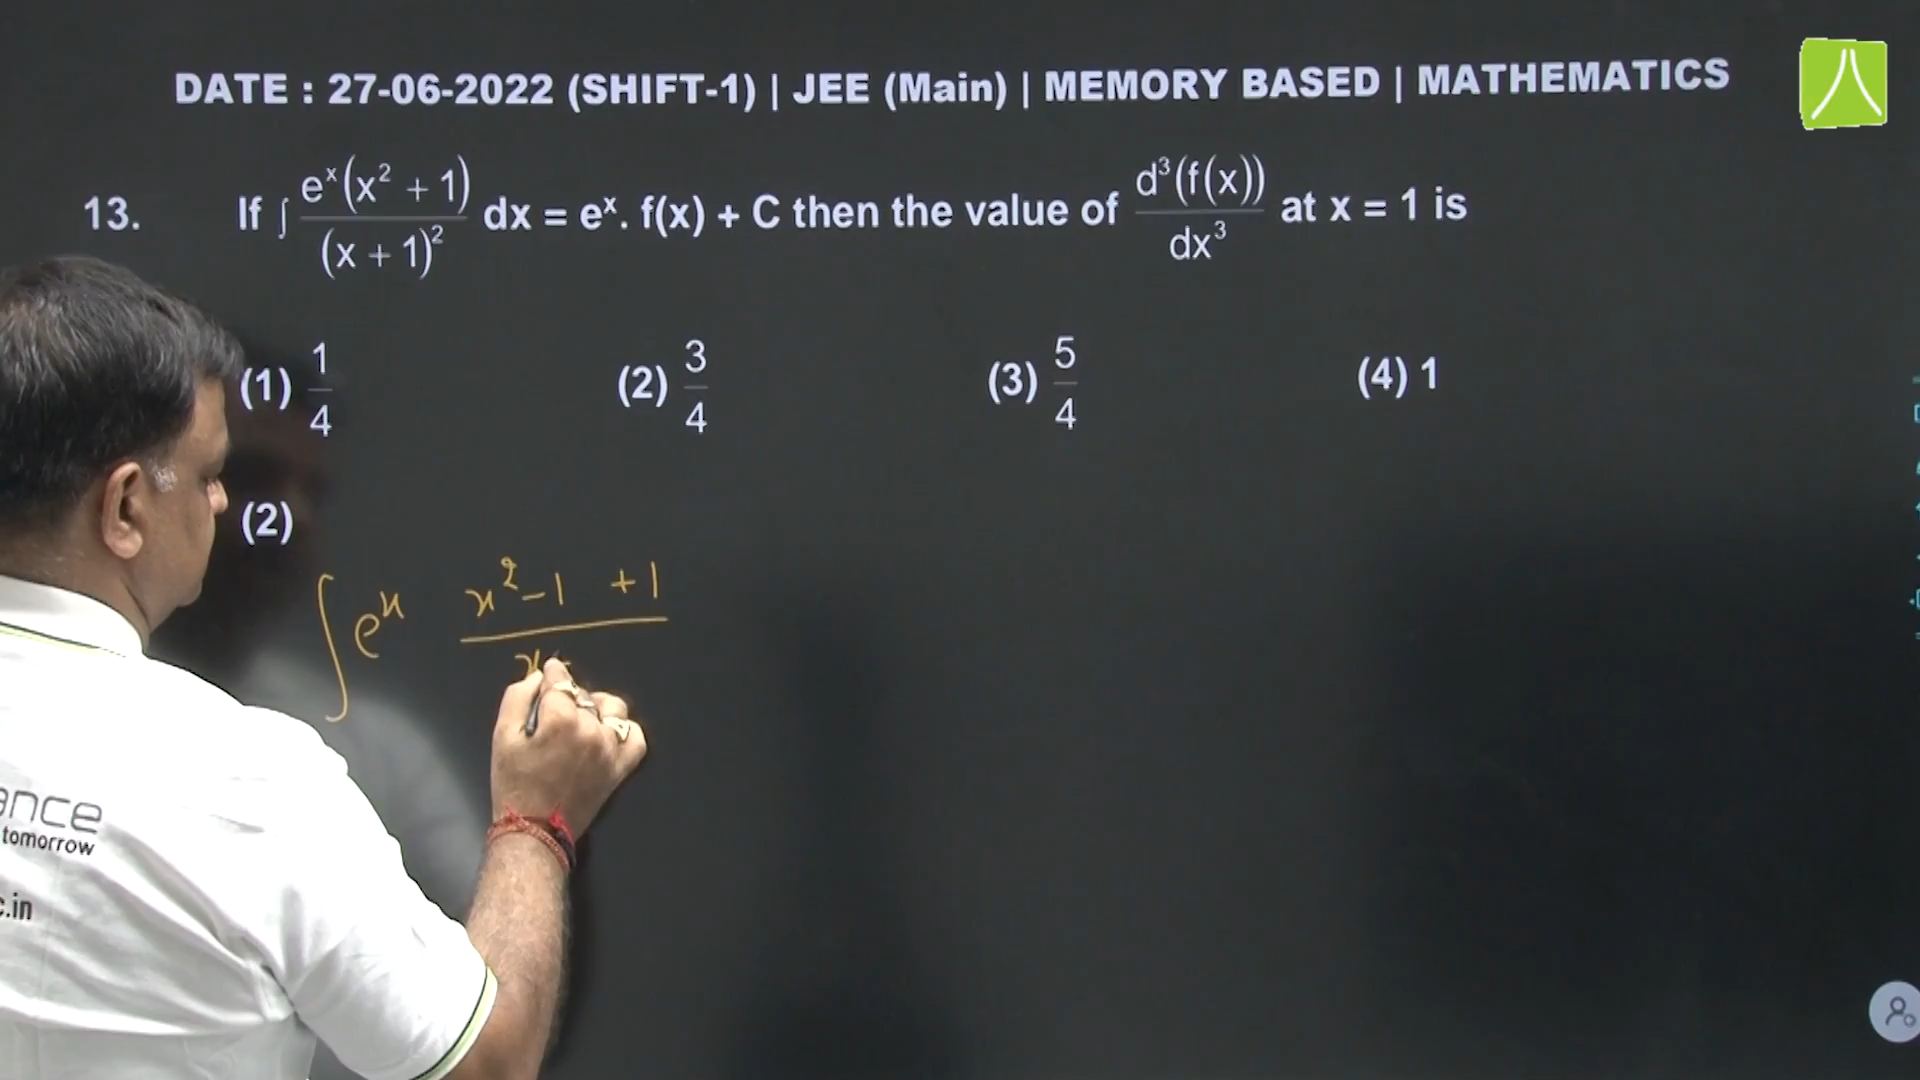 DATE : 27-06-2022 (SHIFT-1) | JEE (Main) | MEMORY BASED | MATHEMATICS
13. If ∫ eˣ(x² + 1)/(x + 1)² dx = eˣ. f(x) + C then the value of d³(f(x))/dx³ at x = 1 is
(1) 1/4 (2) 3/4 (3) 5/4 (4) 1
(2)
∫ eˣ x² - 1 + 1
x
ance
tomorrow
c.in